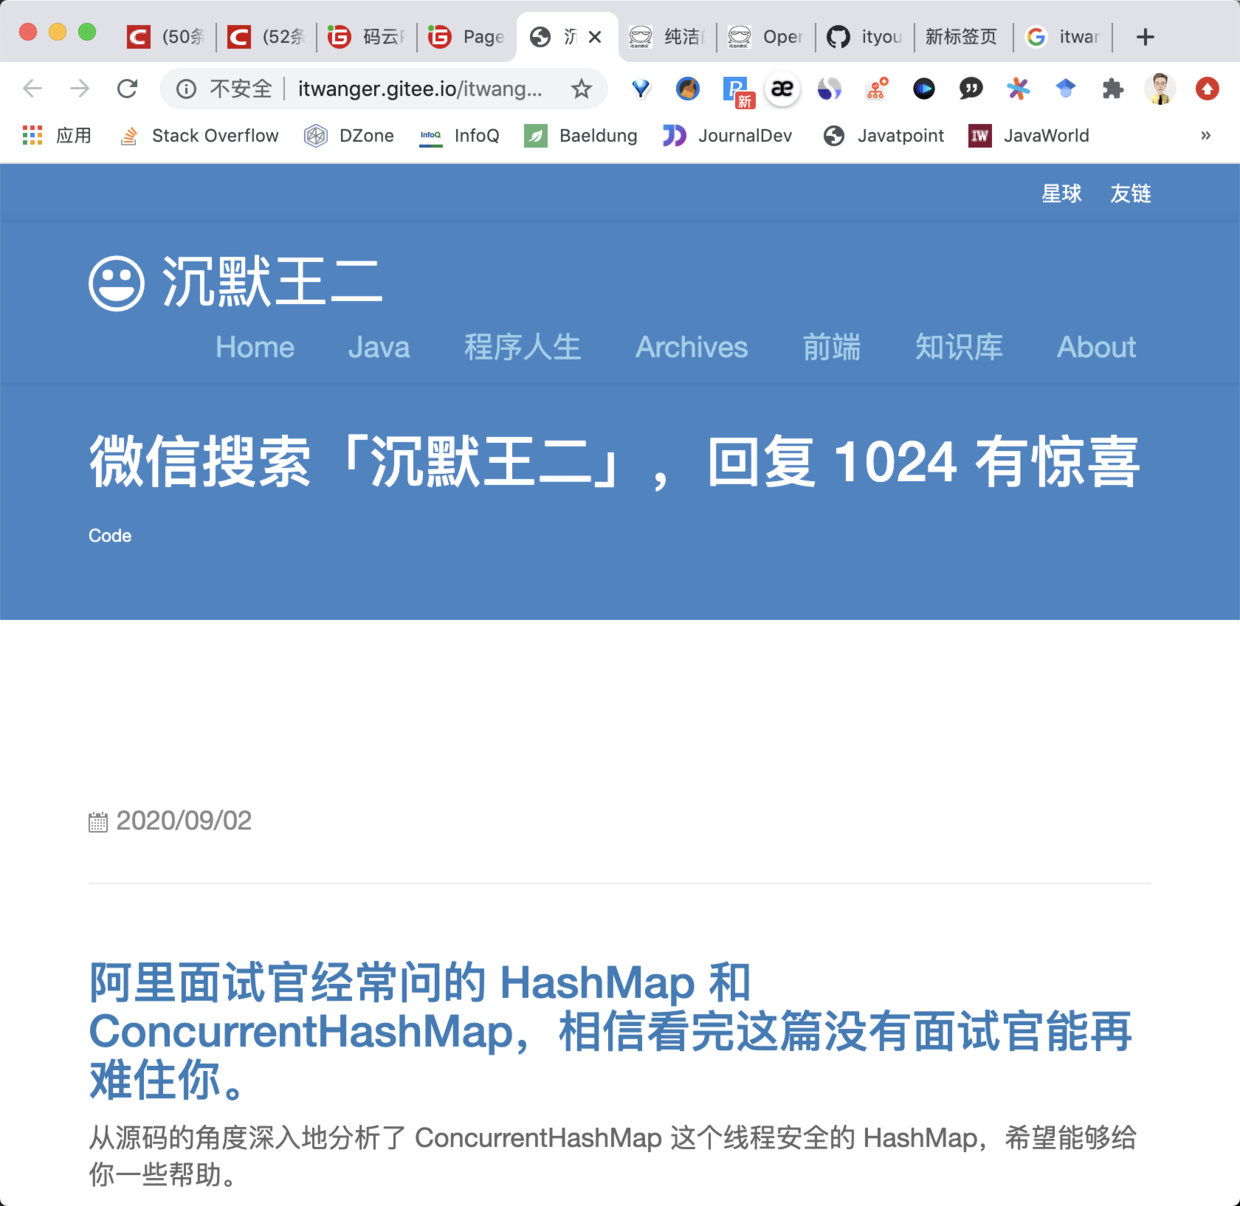 (50条
(52条
码云P
Page
沉
纯洁的
Oper
ityou
新标签页
itwan
不安全 itwanger.gitee.io/itwang...
新
应用 Stack Overflow DZone InfoQ InfoQ Baeldung JournalDev Javatpoint IW JavaWorld »
星球 友链
沉默王二
Home Java 程序人生 Archives 前端 知识库 About
微信搜索「沉默王二」，回复 1024 有惊喜
Code
2020/09/02
阿里面试官经常问的 HashMap 和
ConcurrentHashMap，相信看完这篇没有面试官能再
难住你。
从源码的角度深入地分析了 ConcurrentHashMap 这个线程安全的 HashMap，希望能够给
你一些帮助。